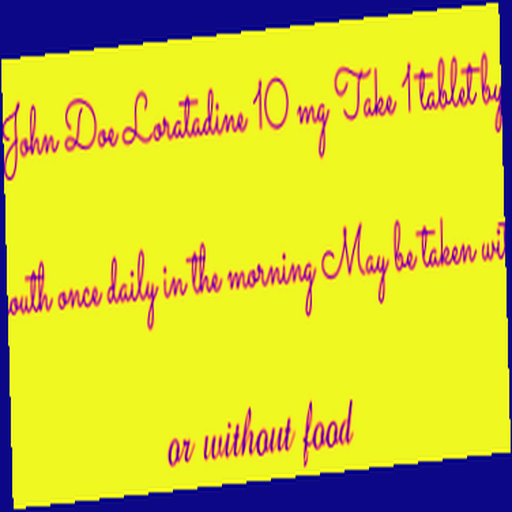 John Doe Loratadine 10 mg Take 1 tablet by
outh once daily in the morning May be taken wit
or without food